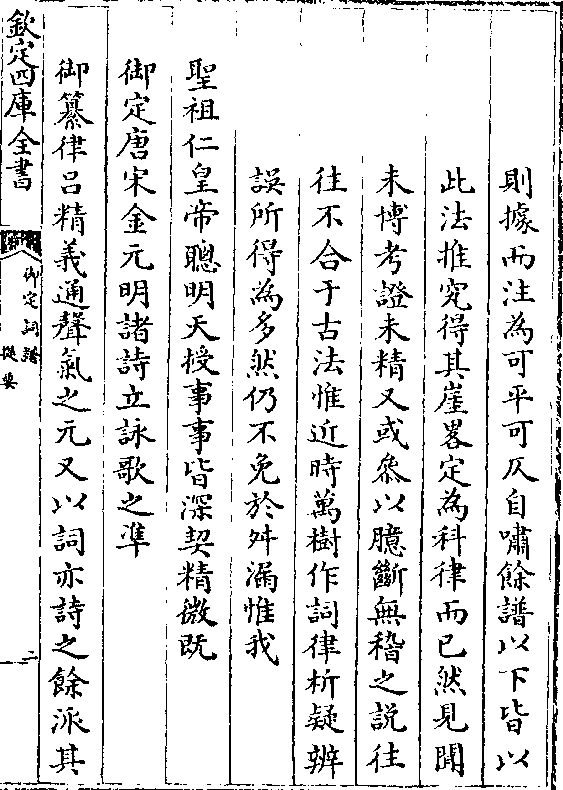 則據而注為可平可仄自嘯餘譜以下皆以
此法推究得其崖畧定為科律而已然見聞
未博考證未精又或叅以臆斷無稽之説往
往不合于古法惟近時萬樹作詞律析疑辨
誤所得為多然仍不免於舛漏惟我
聖祖仁皇帝聰明天授事事皆深契精微既
御定唐宋金元明諸詩立詠歌之凖
御纂律吕精義通聲氣之元又以詞亦詩之餘派其
欽定四庫全書
御定詞譜
提要
二